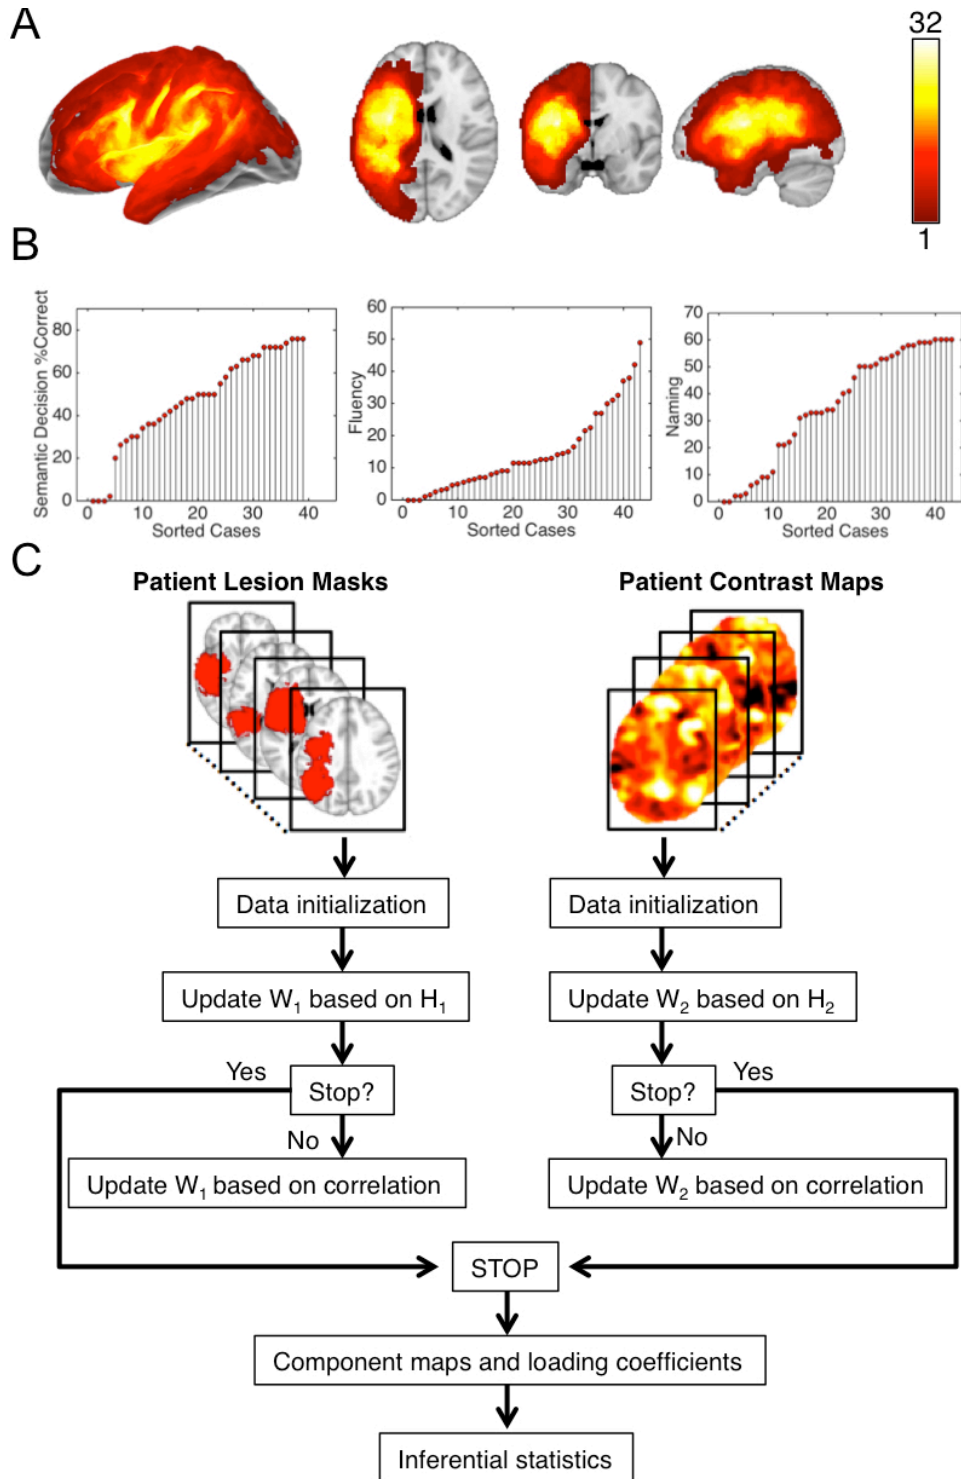 A
32
1
B
Semantic Decision %Correct
80
60
40
20
0
0 10 20 30 40
Sorted Cases
Fluency
60
50
40
30
20
10
0
0 10 20 30 40
Sorted Cases
Naming
70
60
50
40
30
20
10
0
0 10 20 30 40
Sorted Cases
C
Patient Lesion Masks
Patient Contrast Maps
Data initialization
Data initialization
Update W1 based on H1
Update W2 based on H2
Yes
Stop?
Stop?
Yes
No
No
Update W1 based on correlation
Update W2 based on correlation
STOP
Component maps and loading coefficients
Inferential statistics